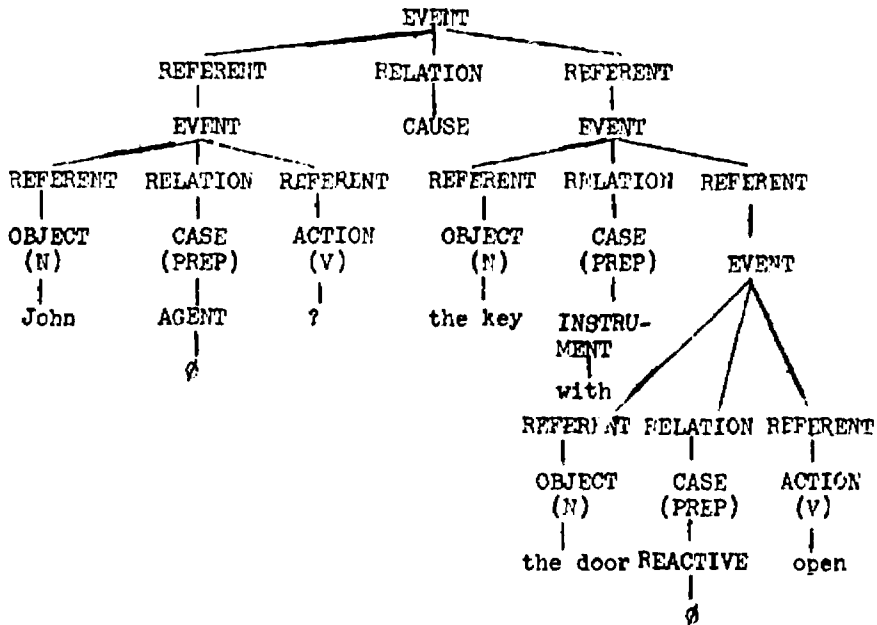 EVENT
REFERENT RELATION REFERENT
EVENT CAUSE EVENT
REFERENT RELATION REFERENT REFERENT RELATION REFERENT
OBJECT CASE ACTION OBJECT CASE
(N) (PREP) (V) (N) (PREP) EVENT
John AGENT ? the key INSTRU-
MENT
Ø
with
REFERENT RELATION REFERENT
OBJECT CASE ACTION
(N) (PREP) (V)
the door REACTIVE open
Ø